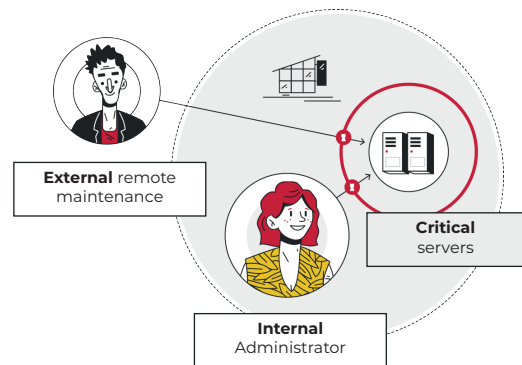 External remote
maintenance
Critical
servers
Internal
Administrator